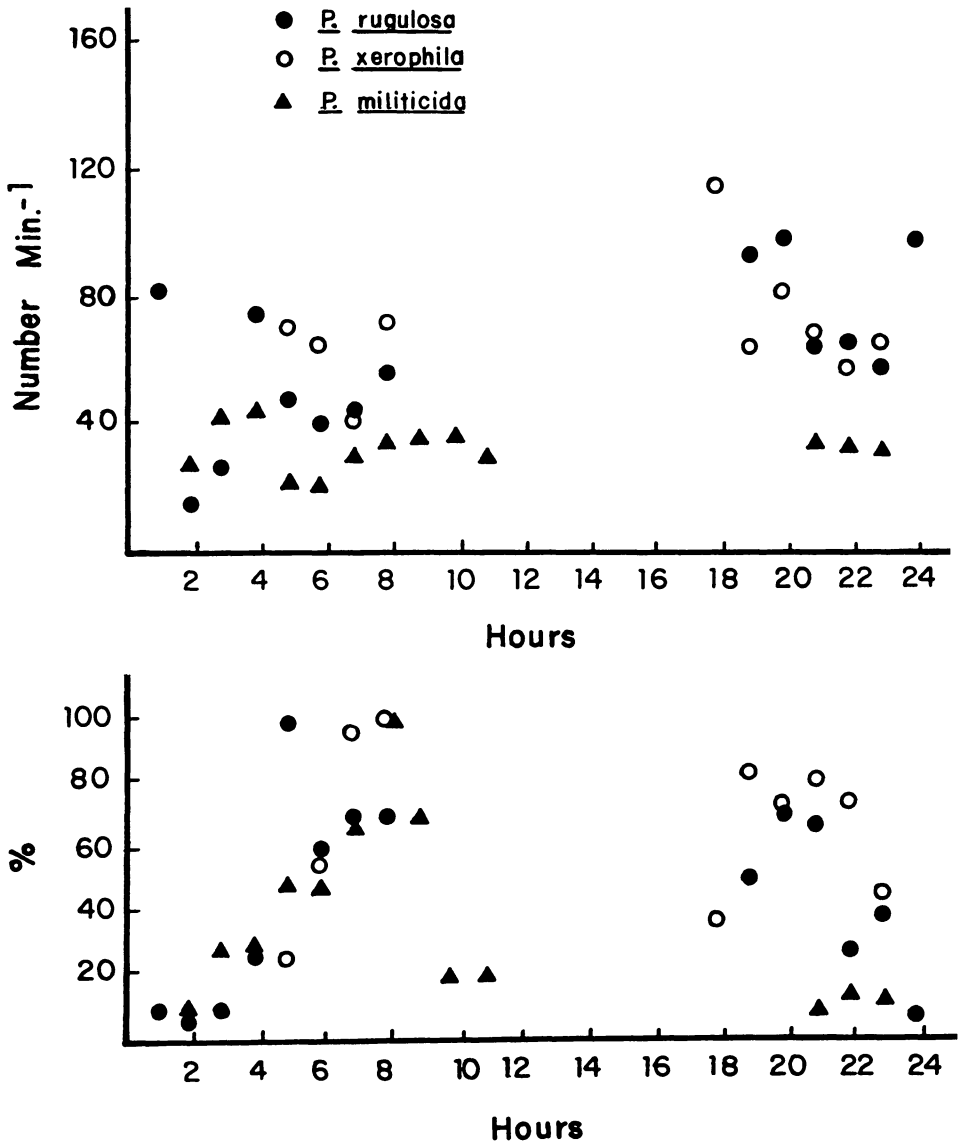 P. rugulosa
P. xerophila
P. militicida
160
120
80
40
Number Min.-1
2 4 6 8 10 12 14 16 18 20 22 24
Hours
100
80
60
40
20
%
2 4 6 8 10 12 14 16 18 20 22 24
Hours